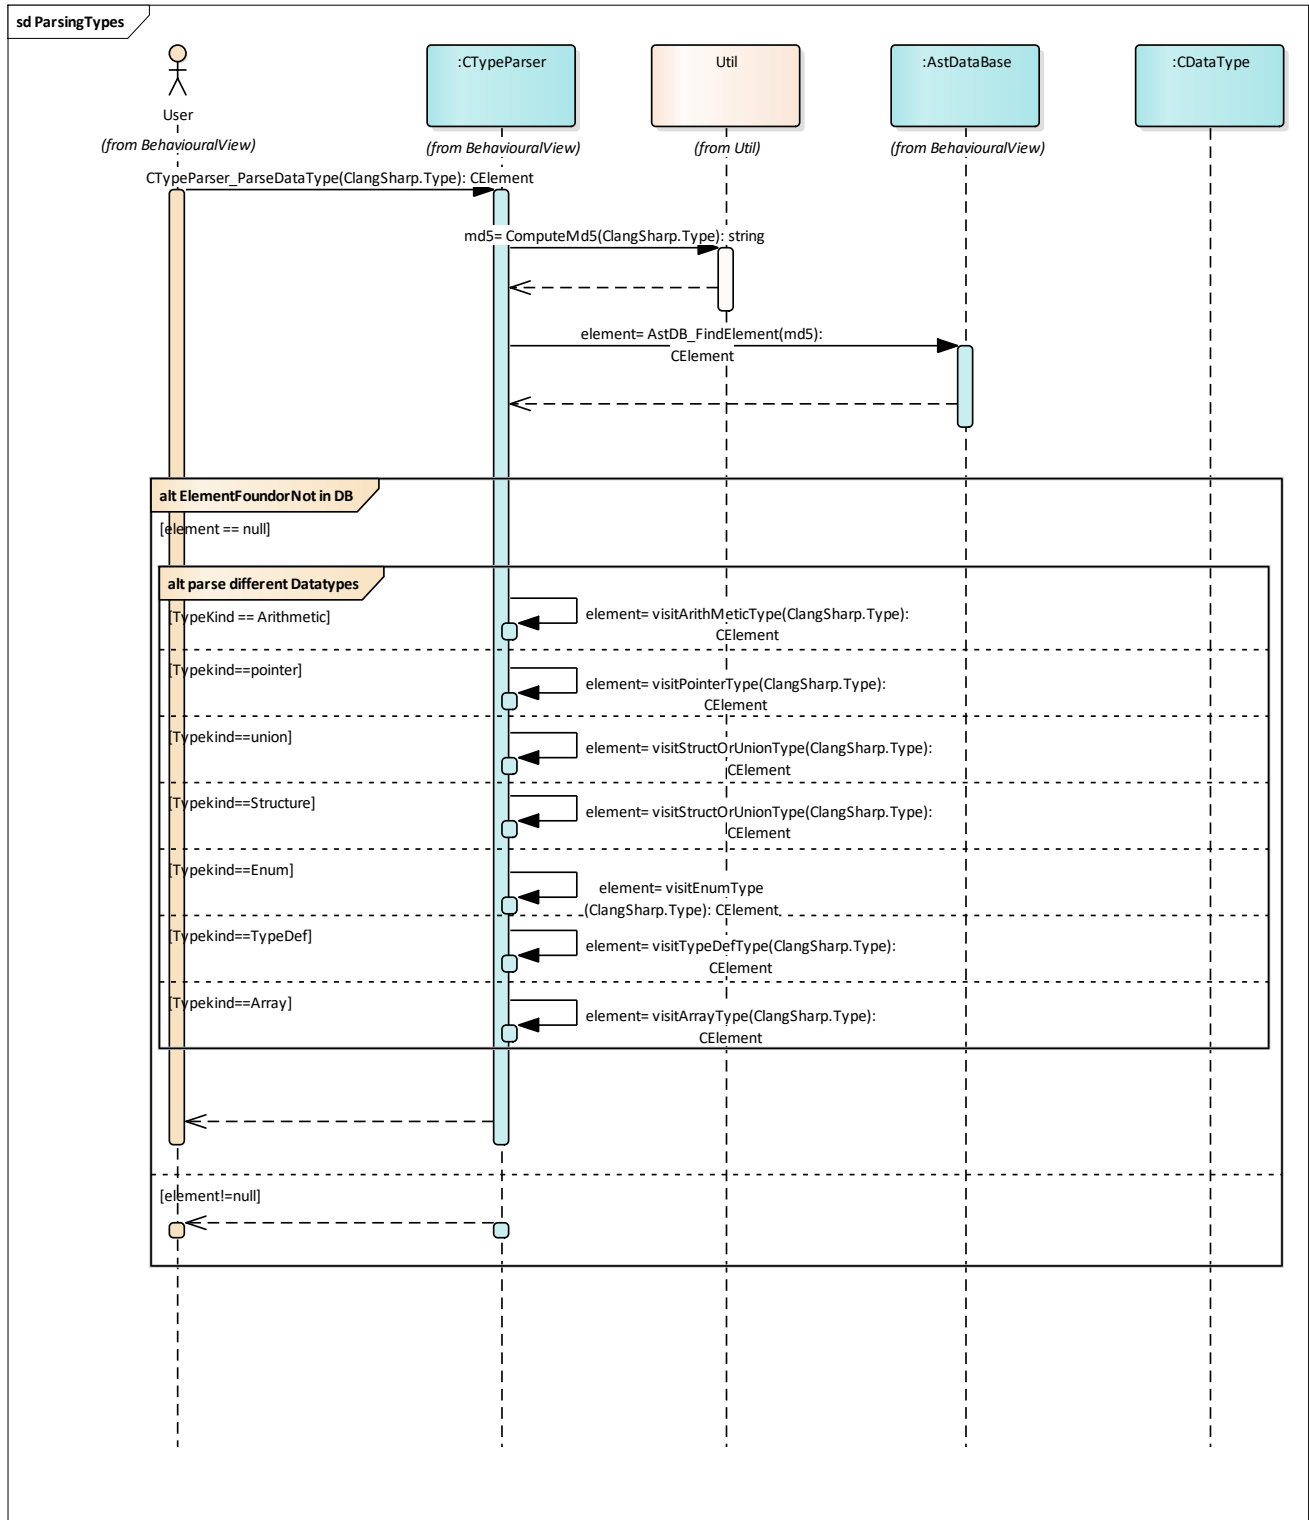 sd ParsingTypes
:CTypeParser
Util
:AstDataBase
:CDataType
User
(from BehaviouralView)
(from BehaviouralView)
(from Util)
(from BehaviouralView)
CTypeParser_ParseDataType(ClangSharp.Type): CElement
md5= ComputeMd5(ClangSharp.Type): string
element= AstDB_FindElement(md5):
CElement
alt ElementFoundorNot in DB
[element == null]
alt parse different Datatypes
[TypeKind == Arithmetic]
element= visitArithMeticType(ClangSharp.Type):
CElement
[Typekind==pointer]
element= visitPointerType(ClangSharp.Type):
CElement
[Typekind==union]
element= visitStructOrUnionType(ClangSharp.Type):
CElement
[Typekind==Structure]
element= visitStructOrUnionType(ClangSharp.Type):
CElement
[Typekind==Enum]
element= visitEnumType
(ClangSharp.Type): CElement
[Typekind==TypeDef]
element= visitTypeDefType(ClangSharp.Type):
CElement
[Typekind==Array]
element= visitArrayType(ClangSharp.Type):
CElement
[element!=null]